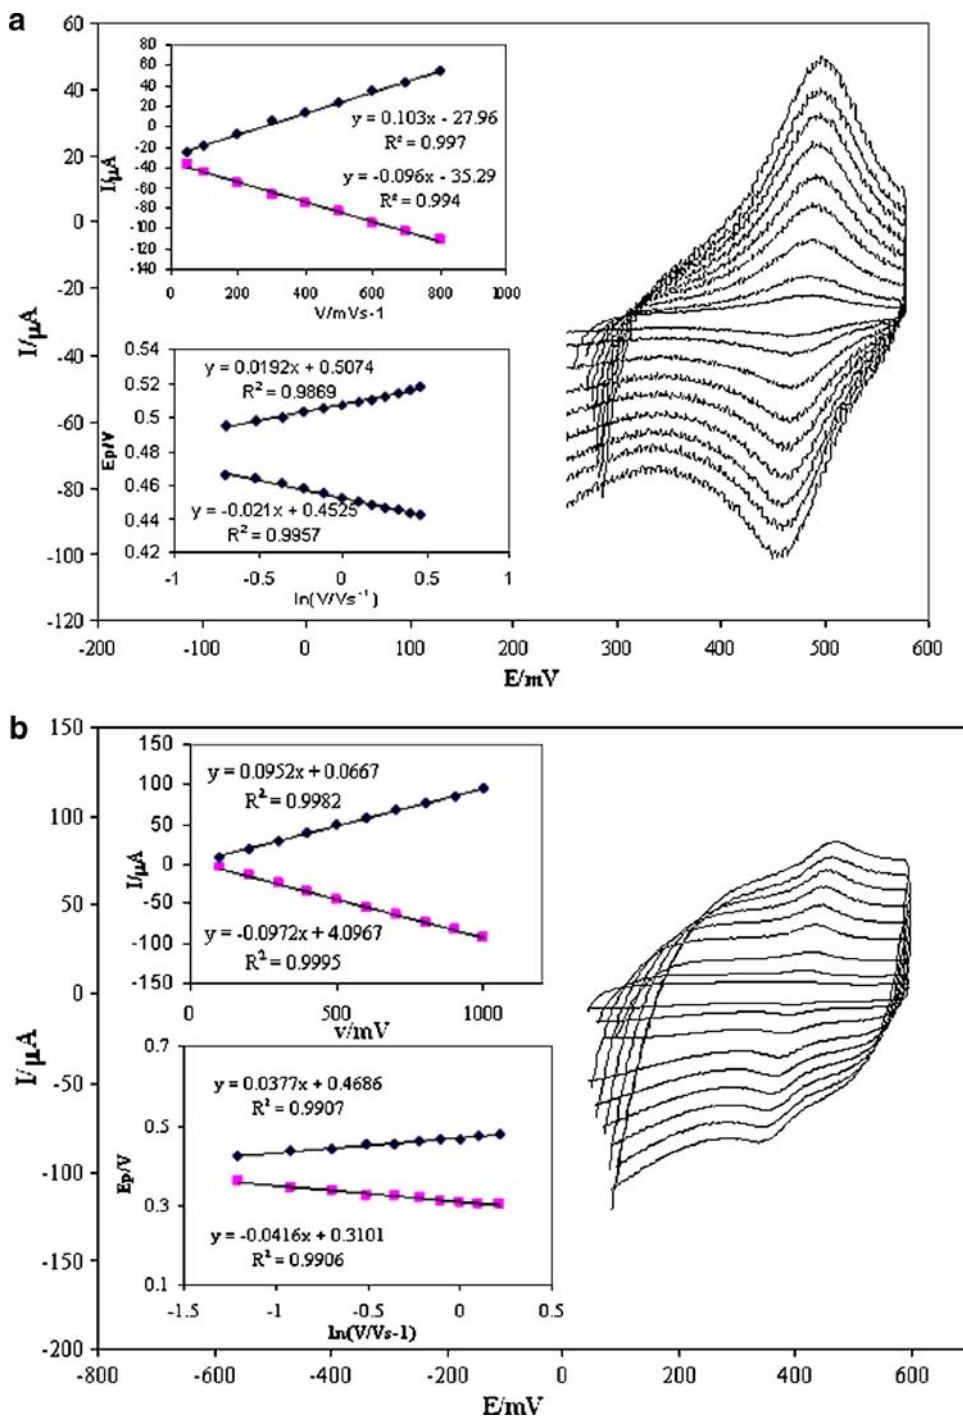 a
60
40
20
0
-20
-40
-60
-80
-100
-120
I/µA
-200
-100
0
100
200
300
400
500
600
E/mV
80
60
40
20
0
-20
-40
-60
-80
-100
-120
-140
I/µA
y = 0.103x - 27.96
R² = 0.997
y = -0.096x - 35.29
R² = 0.994
0
200
400
600
800
1000
V/mVs-1
0.54
0.52
0.5
0.48
0.46
0.44
0.42
Ep/V
y = 0.0192x + 0.5074
R² = 0.9869
y = -0.021x + 0.4525
R² = 0.9957
-1
-0.5
0
0.5
1
ln(V/Vs⁻¹)
b
150
100
50
0
-50
-100
-150
-200
I/µA
-800
-600
-400
-200
0
200
400
600
E/mV
150
100
50
0
-50
-100
-150
I/µA
y = 0.0952x + 0.0667
R² = 0.9982
y = -0.0972x + 4.0967
R² = 0.9995
0
500
1000
v/mV
0.7
0.5
0.3
0.1
Ep/V
y = 0.0377x + 0.4686
R² = 0.9907
y = -0.0416x + 0.3101
R² = 0.9906
-1.5
-1
-0.5
0
0.5
ln(V/Vs-1)